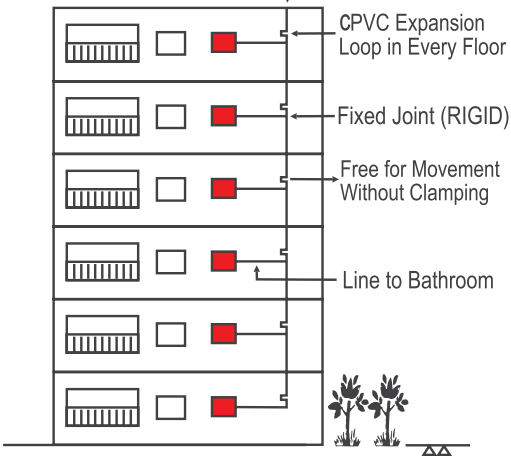 CPVC Expansion
Loop in Every Floor
Fixed Joint (RIGID)
Free for Movement
Without Clamping
Line to Bathroom